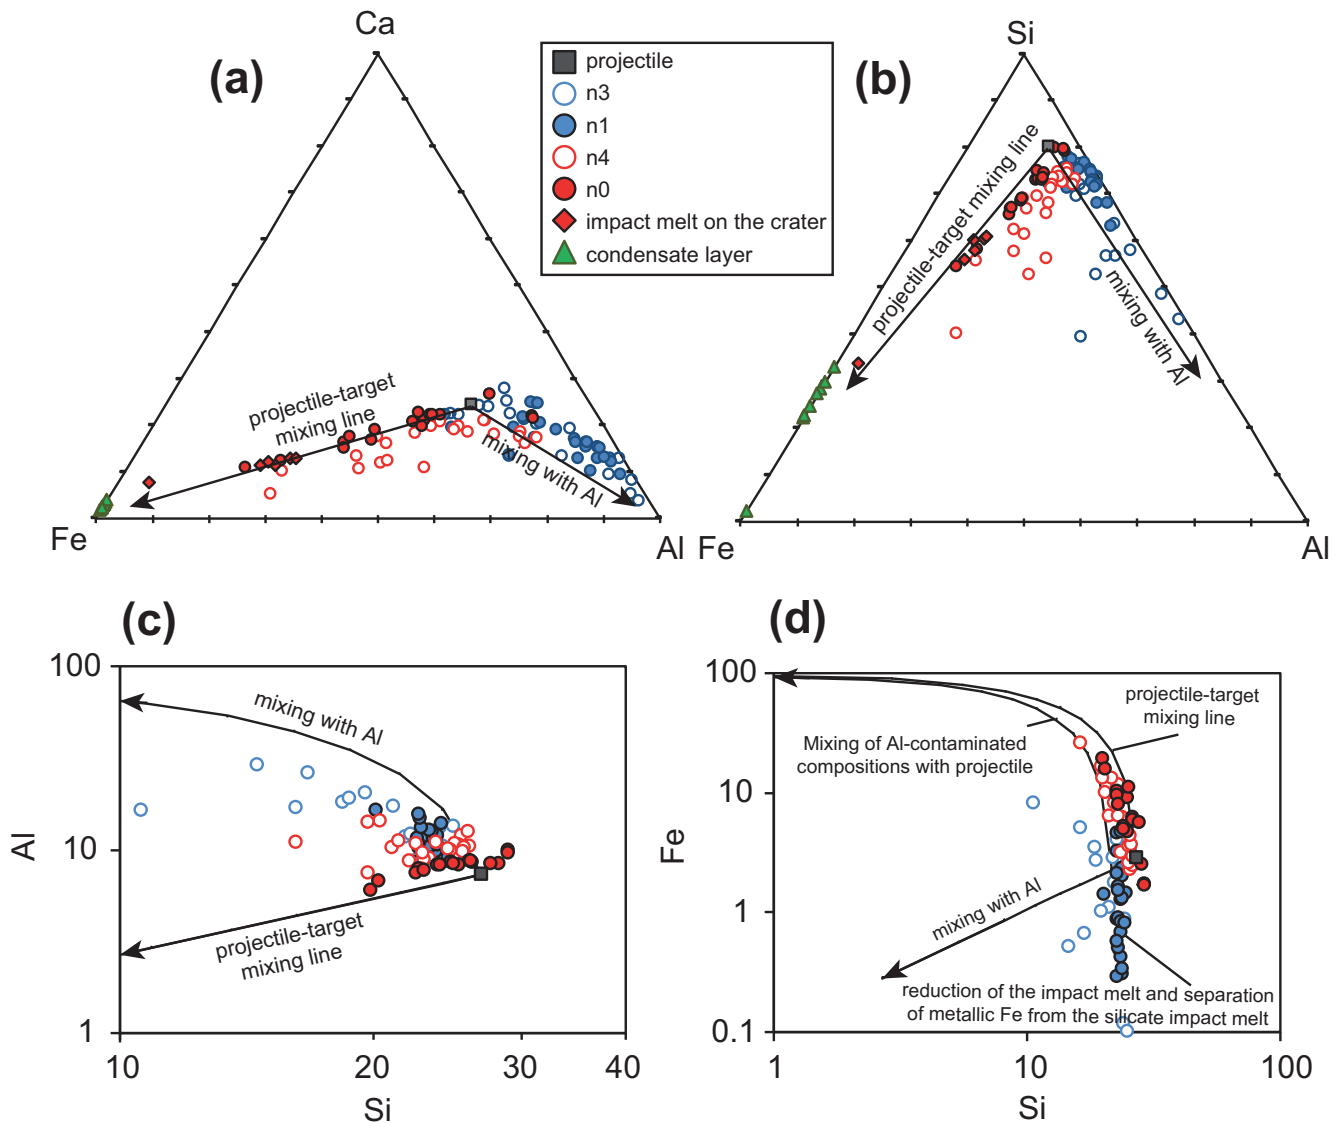 (a)
Ca
projectile
n3
n1
n4
n0
impact melt on the crater
condensate layer
projectile-target
mixing line
mixing with Al
Fe
Al
(b)
Si
projectile-target mixing line
mixing with Al
Fe
Al
(c)
100
10
1
Al
mixing with Al
projectile-target
mixing line
10
20
30
40
Si
(d)
100
10
1
0.1
Fe
projectile-target
mixing line
Mixing of Al-contaminated
compositions with projectile
mixing with Al
reduction of the impact melt and separation
of metallic Fe from the silicate impact melt
1
10
100
Si